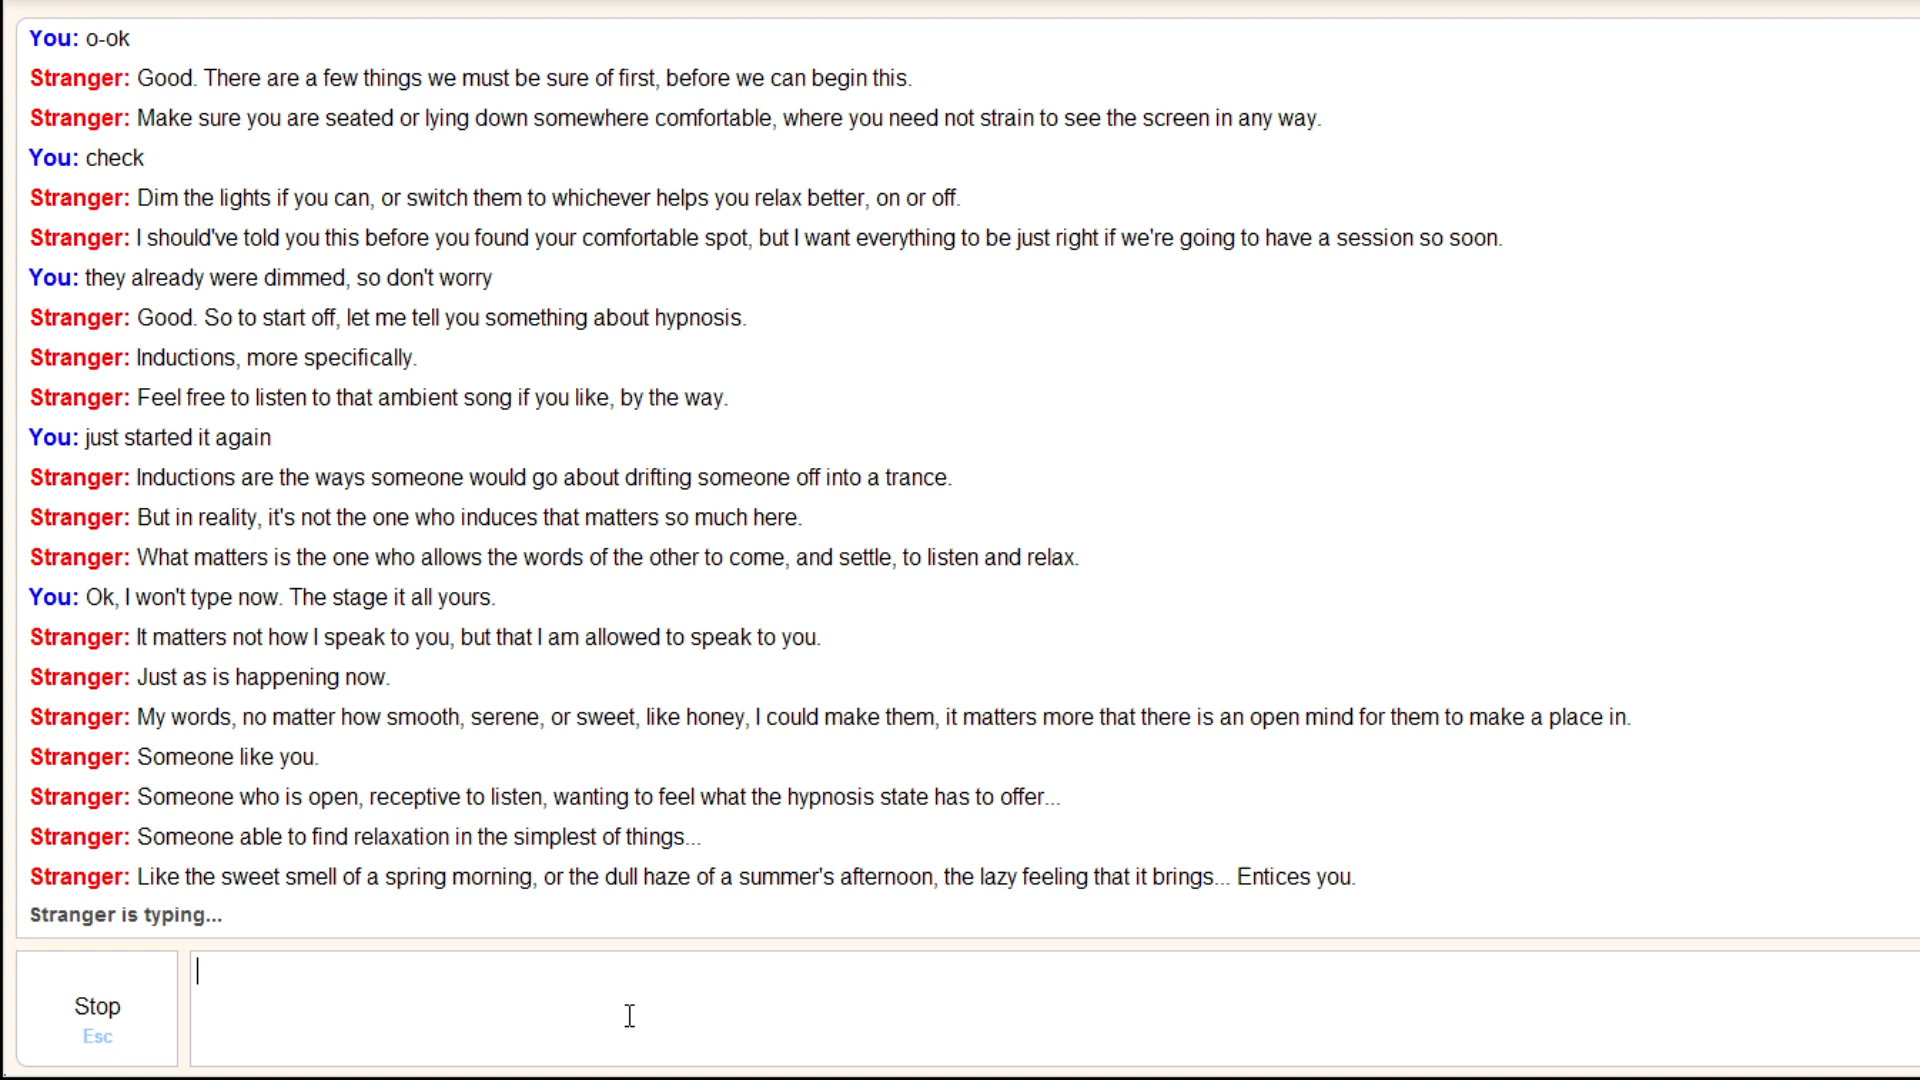 You: o-ok
Stranger: Good. There are a few things we must be sure of first, before we can begin this.
Stranger: Make sure you are seated or lying down somewhere comfortable, where you need not strain to see the screen in any way.
You: check
Stranger: Dim the lights if you can, or switch them to whichever helps you relax better, on or off.
Stranger: I should've told you this before you found your comfortable spot, but I want everything to be just right if we're going to have a session so soon.
You: they already were dimmed, so don't worry
Stranger: Good. So to start off, let me tell you something about hypnosis.
Stranger: Inductions, more specifically.
Stranger: Feel free to listen to that ambient song if you like, by the way.
You: just started it again
Stranger: Inductions are the ways someone would go about drifting someone off into a trance.
Stranger: But in reality, it's not the one who induces that matters so much here.
Stranger: What matters is the one who allows the words of the other to come, and settle, to listen and relax.
You: Ok, I won't type now. The stage it all yours.
Stranger: It matters not how I speak to you, but that I am allowed to speak to you.
Stranger: Just as is happening now.
Stranger: My words, no matter how smooth, serene, or sweet, like honey, I could make them, it matters more that there is an open mind for them to make a place in.
Stranger: Someone like you.
Stranger: Someone who is open, receptive to listen, wanting to feel what the hypnosis state has to offer...
Stranger: Someone able to find relaxation in the simplest of things...
Stranger: Like the sweet smell of a spring morning, or the dull haze of a summer's afternoon, the lazy feeling that it brings... Entices you.
Stranger is typing...
Stop
Esc